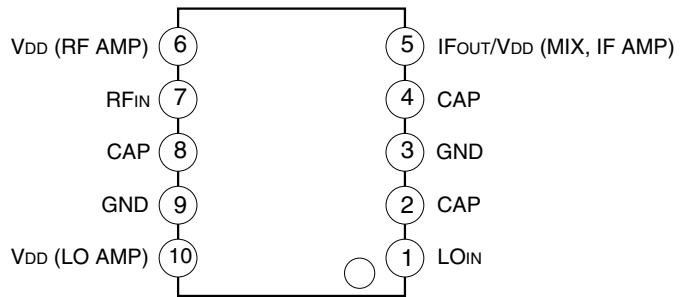 VDD (RF AMP) 6 5 IFOUT/VDD (MIX, IF AMP)
RFIN 7 4 CAP
CAP 8 3 GND
GND 9 2 CAP
VDD (LO AMP) 10 1 LOIN